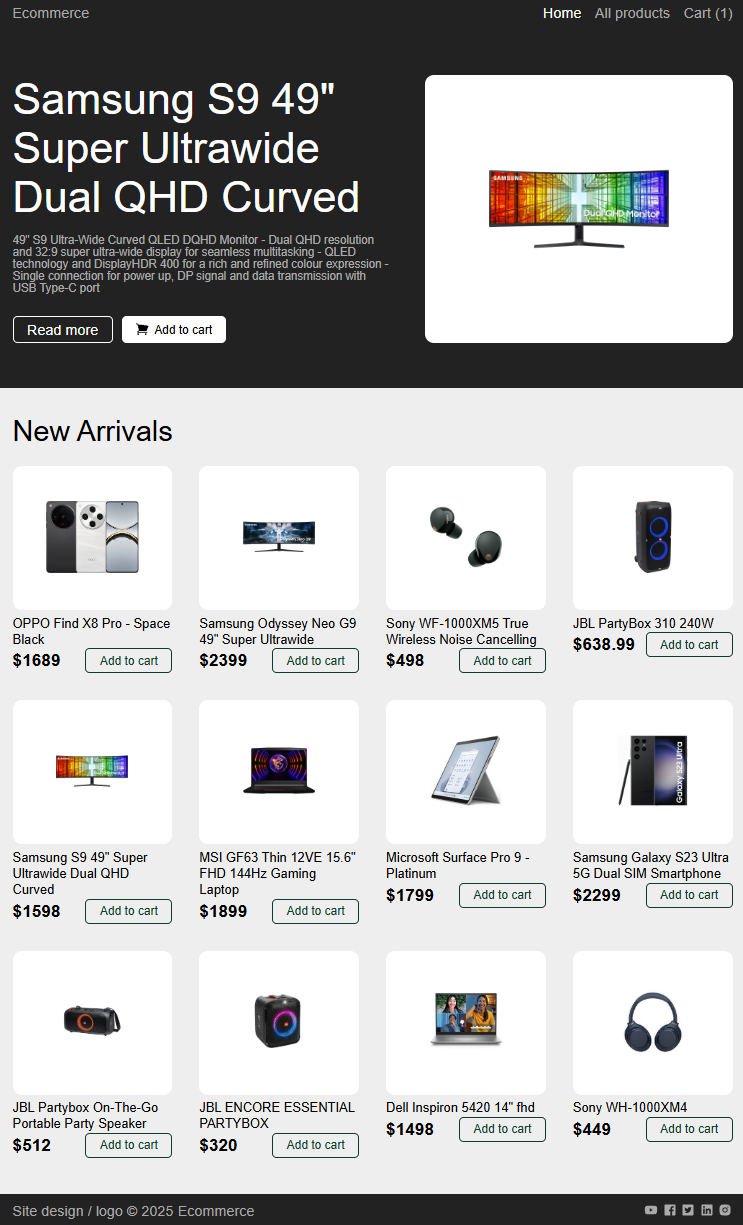 Ecommerce
Home All products Cart (1)
Samsung S9 49"
Super Ultrawide
Dual QHD Curved
49" S9 Ultra-Wide Curved QLED DQHD Monitor - Dual QHD resolution
and 32:9 super ultra-wide display for seamless multitasking - QLED
technology and DisplayHDR 400 for a rich and refined colour expression -
Single connection for power up, DP signal and data transmission with
USB Type-C port
Read more
Add to cart
SAMSUNG
Dual QHD Monitor
New Arrivals
OPPO Find X8 Pro - Space
Black
$1689
Add to cart
Samsung Odyssey Neo G9
49" Super Ultrawide
$2399
Add to cart
Sony WF-1000XM5 True
Wireless Noise Cancelling
$498
Add to cart
JBL PartyBox 310 240W
$638.99
Add to cart
Samsung S9 49" Super
Ultrawide Dual QHD
Curved
$1598
Add to cart
MSI GF63 Thin 12VE 15.6"
FHD 144Hz Gaming
Laptop
$1899
Add to cart
Microsoft Surface Pro 9 -
Platinum
$1799
Add to cart
Galaxy S23 Ultra
Samsung Galaxy S23 Ultra
5G Dual SIM Smartphone
$2299
Add to cart
JBL Partybox On-The-Go
Portable Party Speaker
$512
Add to cart
JBL ENCORE ESSENTIAL
PARTYBOX
$320
Add to cart
Dell Inspiron 5420 14" fhd
$1498
Add to cart
Sony WH-1000XM4
$449
Add to cart
Site design / logo © 2025 Ecommerce